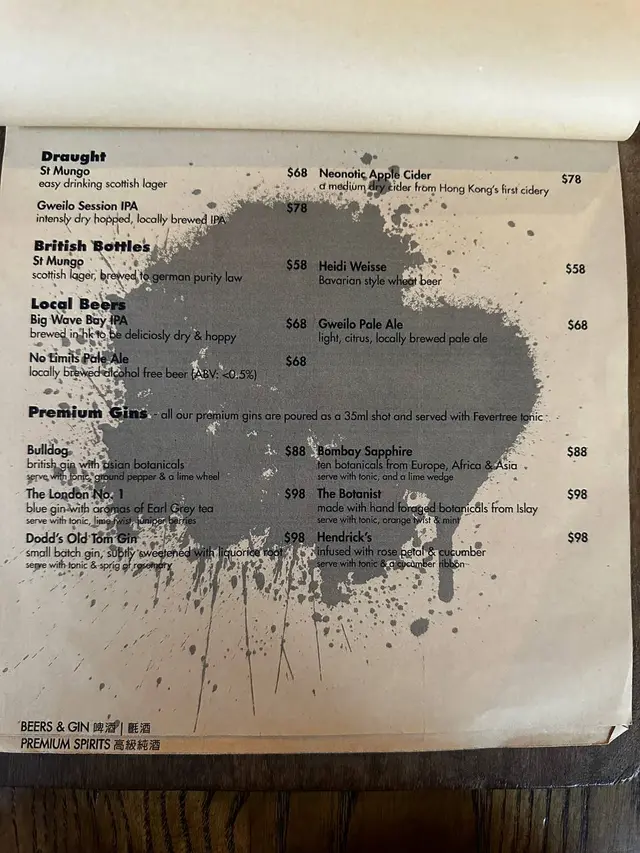 Draught
St Mungo $68
easy drinking scottish lager
Neonotic Apple Cider $78
a medium dry cider from Hong Kong's first cidery
Gweilo Session IPA $78
intensly dry hopped, locally brewed IPA
British Bottles
St Mungo $58
scottish lager, brewed to german purity law
Heidi Weisse $58
Bavarian style wheat beer
Local Beers
Big Wave Bay IPA $68
brewed in hk to be deliciosly dry & hoppy
Gweilo Pale Ale $68
light, citrus, locally brewed pale ale
No Limits Pale Ale $68
locally brewed alcohol free beer (ABV: <0.5%)
Premium Gins - all our premium gins are poured as a 35ml shot and served with Fevertree tonic
Bulldog $88
british gin with asian botanicals
serve with tonic, ground pepper & a lime wheel
Bombay Sapphire $88
ten botanicals from Europe, Africa & Asia
serve with tonic, and a lime wedge
The London No. 1 $98
blue gin with aromas of Earl Grey tea
serve with tonic, lime twist, juniper berries
The Botanist $98
made with hand foraged botanicals from Islay
serve with tonic, orange twist & mint
Dodd's Old Tom Gin $98
small batch gin, subtly sweetened with liquorice root
serve with tonic & sprig of rosemary
Hendrick's $98
infused with rose petal & cucumber
serve with tonic & a cucumber ribbon
BEERS & GIN 啤酒 | 氈酒
PREMIUM SPIRITS 高級純酒